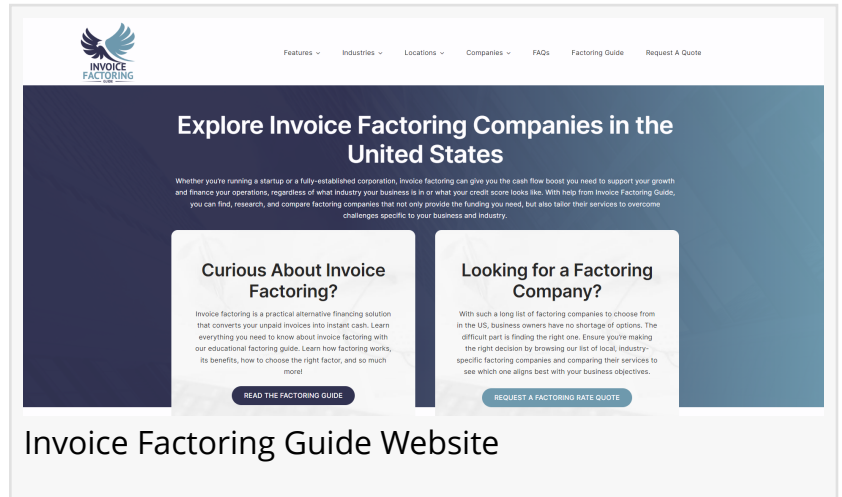 INVOICE
FACTORING
GUIDE
Features Industries Locations Companies FAQs Factoring Guide Request A Quote
Explore Invoice Factoring Companies in the
United States
Whether you're running a startup or a fully-established corporation, invoice factoring can give you the cash flow boost you need to support your growth
and finance your operations, regardless of what industry your business is in or what your credit score looks like. With help from Invoice Factoring Guide,
you can find, research, and compare factoring companies that not only provide the funding you need, but also tailor their services to overcome
challenges specific to your business and industry.
Curious About Invoice
Factoring?
Invoice factoring is a practical alternative financing solution
that converts your unpaid invoices into instant cash. Learn
everything you need to know about invoice factoring with
our educational factoring guide. Learn how factoring works,
its benefits, how to choose the right factor, and so much
more!
READ THE FACTORING GUIDE
Looking for a Factoring
Company?
With such a long list of factoring companies to choose from
in the US, business owners have no shortage of options. The
difficult part is finding the right one. Ensure you're making
the right decision by browsing our list of local, industry-
specific factoring companies and comparing their services to
see which one aligns best with your business objectives.
REQUEST A FACTORING RATE QUOTE
Invoice Factoring Guide Website